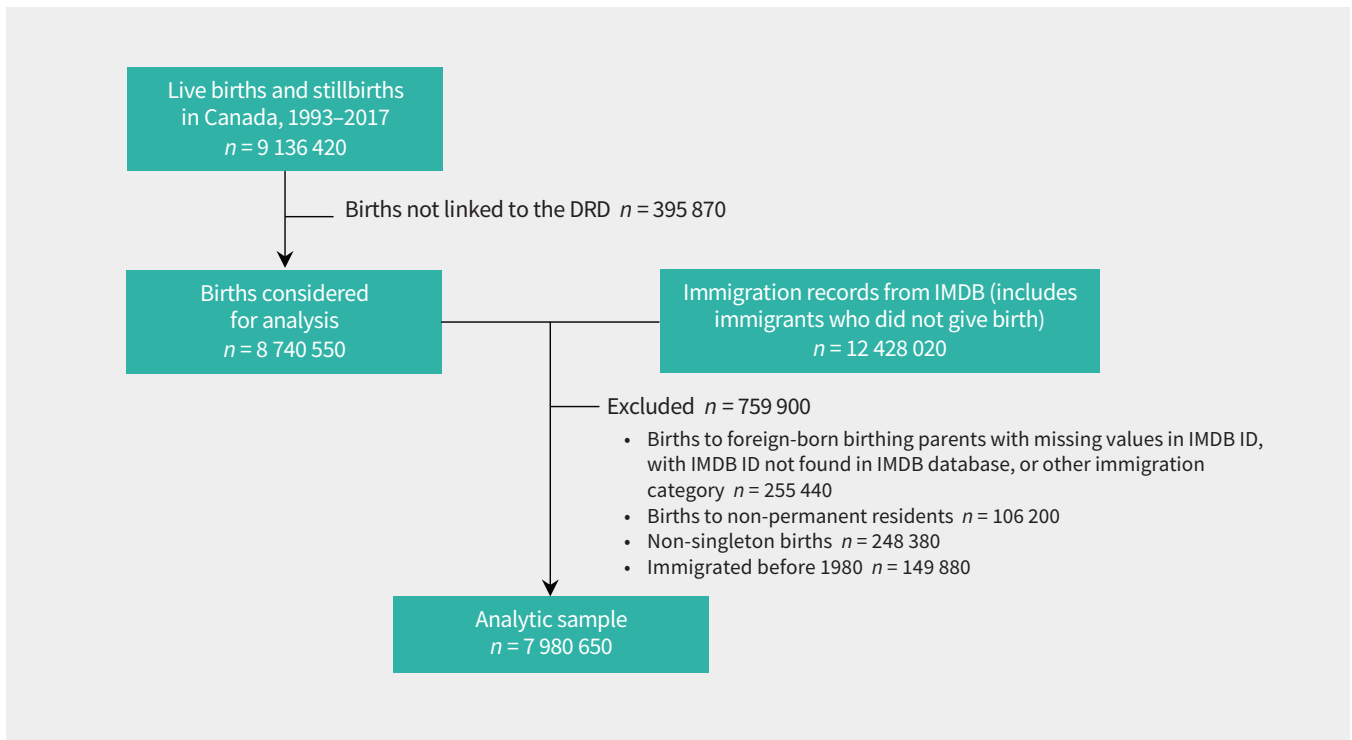 Live births and stillbirths
in Canada, 1993–2017
n = 9 136 420
Births not linked to the DRD n = 395 870
Births considered
for analysis
n = 8 740 550
Immigration records from IMDB (includes
immigrants who did not give birth)
n = 12 428 020
Excluded n = 759 900
• Births to foreign-born birthing parents with missing values in IMDB ID,
with IMDB ID not found in IMDB database, or other immigration
category n = 255 440
• Births to non-permanent residents n = 106 200
• Non-singleton births n = 248 380
• Immigrated before 1980 n = 149 880
Analytic sample
n = 7 980 650